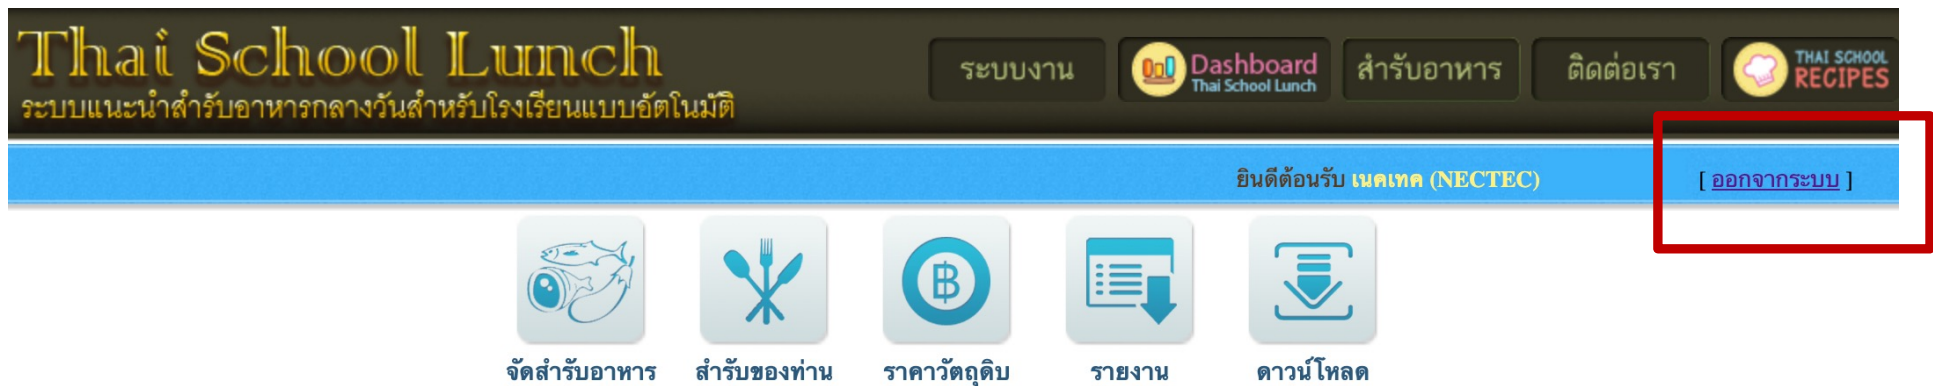 Thai School Lunch
ระบบแนะนำสำรับอาหารกลางวันสำหรับโรงเรียนแบบอัตโนมัติ
ระบบงาน
Dashboard
Thai School Lunch
สำรับอาหาร
ติดต่อเรา
THAI SCHOOL
RECIPES
ยินดีต้อนรับ เนคเทค (NECTEC) [ ออกจากระบบ ]
จัดสำรับอาหาร สำรับของท่าน ราคาวัตถุดิบ รายงาน ดาวน์โหลด